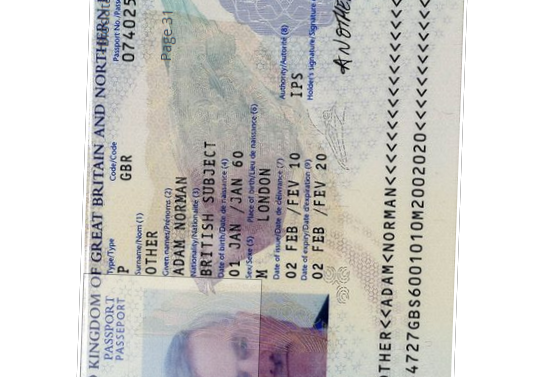 KINGDOM OF GREAT BRITAIN AND NORTHERN
PASSPORT
PASSEPORT
Type/Type Code/Code Passport No./Pass
P GBR 074025
Page 31
Surname/Nom (1)
OTHER
Given names/Prénoms (2)
ADAM NORMAN
Nationality/Nationalité (3)
BRITISH SUBJECT
Date of birth/Date de naissance (4)
01 JAN /JAN 60
Sex/Sexe (5) Place of birth/Lieu de naissance (6)
M LONDON
Date of issue/Date de délivrance (7) Authority/Autorité (8)
02 FEB /FEV 10 IPS
Date of expiry/Date d'expiration (9) Holder's signature/Signature
02 FEB /FEV 20
A NOTHE
OTHER<<ADAM<NORMAN<<<<<<<<<<<<<<
4727GBS6001010M2002020<<<<<<<<<<